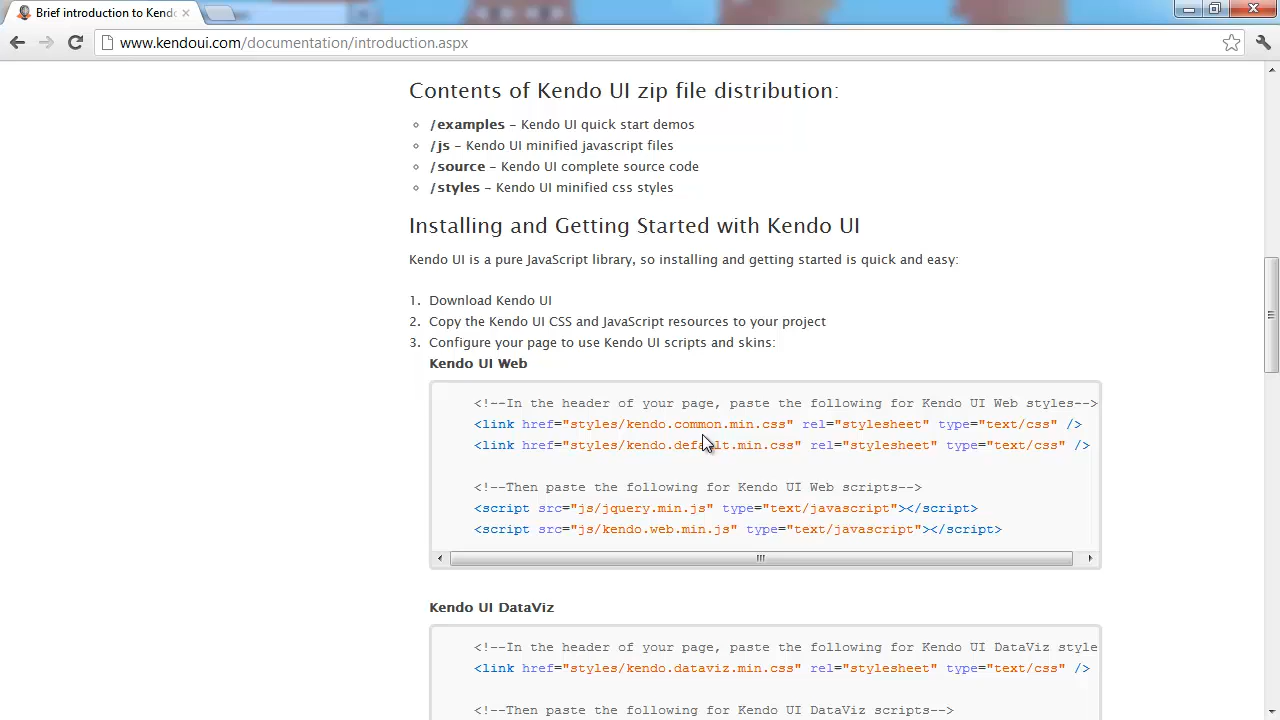 Brief introduction to Kend
www.kendoui.com/documentation/introduction.aspx
Contents of Kendo UI zip file distribution:
/examples – Kendo UI quick start demos
/js – Kendo UI minified javascript files
/source – Kendo UI complete source code
/styles – Kendo UI minified css styles
Installing and Getting Started with Kendo UI
Kendo UI is a pure JavaScript library, so installing and getting started is quick and easy:
1. Download Kendo UI
2. Copy the Kendo UI CSS and JavaScript resources to your project
3. Configure your page to use Kendo UI scripts and skins:
Kendo UI Web
<!--In the header of your page, paste the following for Kendo UI Web styles-->
<link href="styles/kendo.common.min.css" rel="stylesheet" type="text/css" />
<link href="styles/kendo.default.min.css" rel="stylesheet" type="text/css" />
<!--Then paste the following for Kendo UI Web scripts-->
<script src="js/jquery.min.js" type="text/javascript"></script>
<script src="js/kendo.web.min.js" type="text/javascript"></script>
Kendo UI DataViz
<!--In the header of your page, paste the following for Kendo UI DataViz style
<link href="styles/kendo.dataviz.min.css" rel="stylesheet" type="text/css" />
<!--Then paste the following for Kendo UI DataViz scripts-->